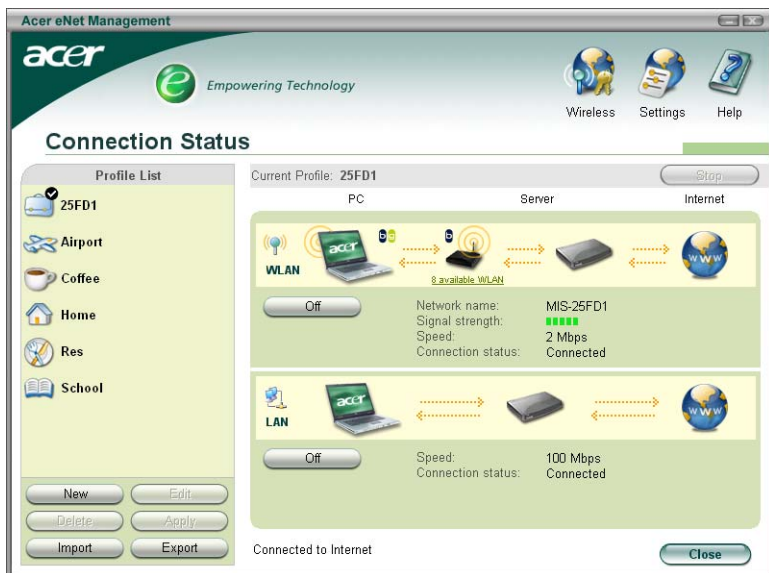 Acer eNet Management
acer
e Empowering Technology
Wireless Settings Help
Connection Status
Profile List
25FD1
Airport
Coffee
Home
Res
School
New Edit
Delete Apply
Import Export
Current Profile: 25FD1 Stop
PC Server Internet
WLAN
acer
b g
b
8 available WLAN
www
Off
Network name: MIS-25FD1
Signal strength:
Speed: 2 Mbps
Connection status: Connected
LAN
acer
www
Off
Speed: 100 Mbps
Connection status: Connected
Connected to Internet
Close